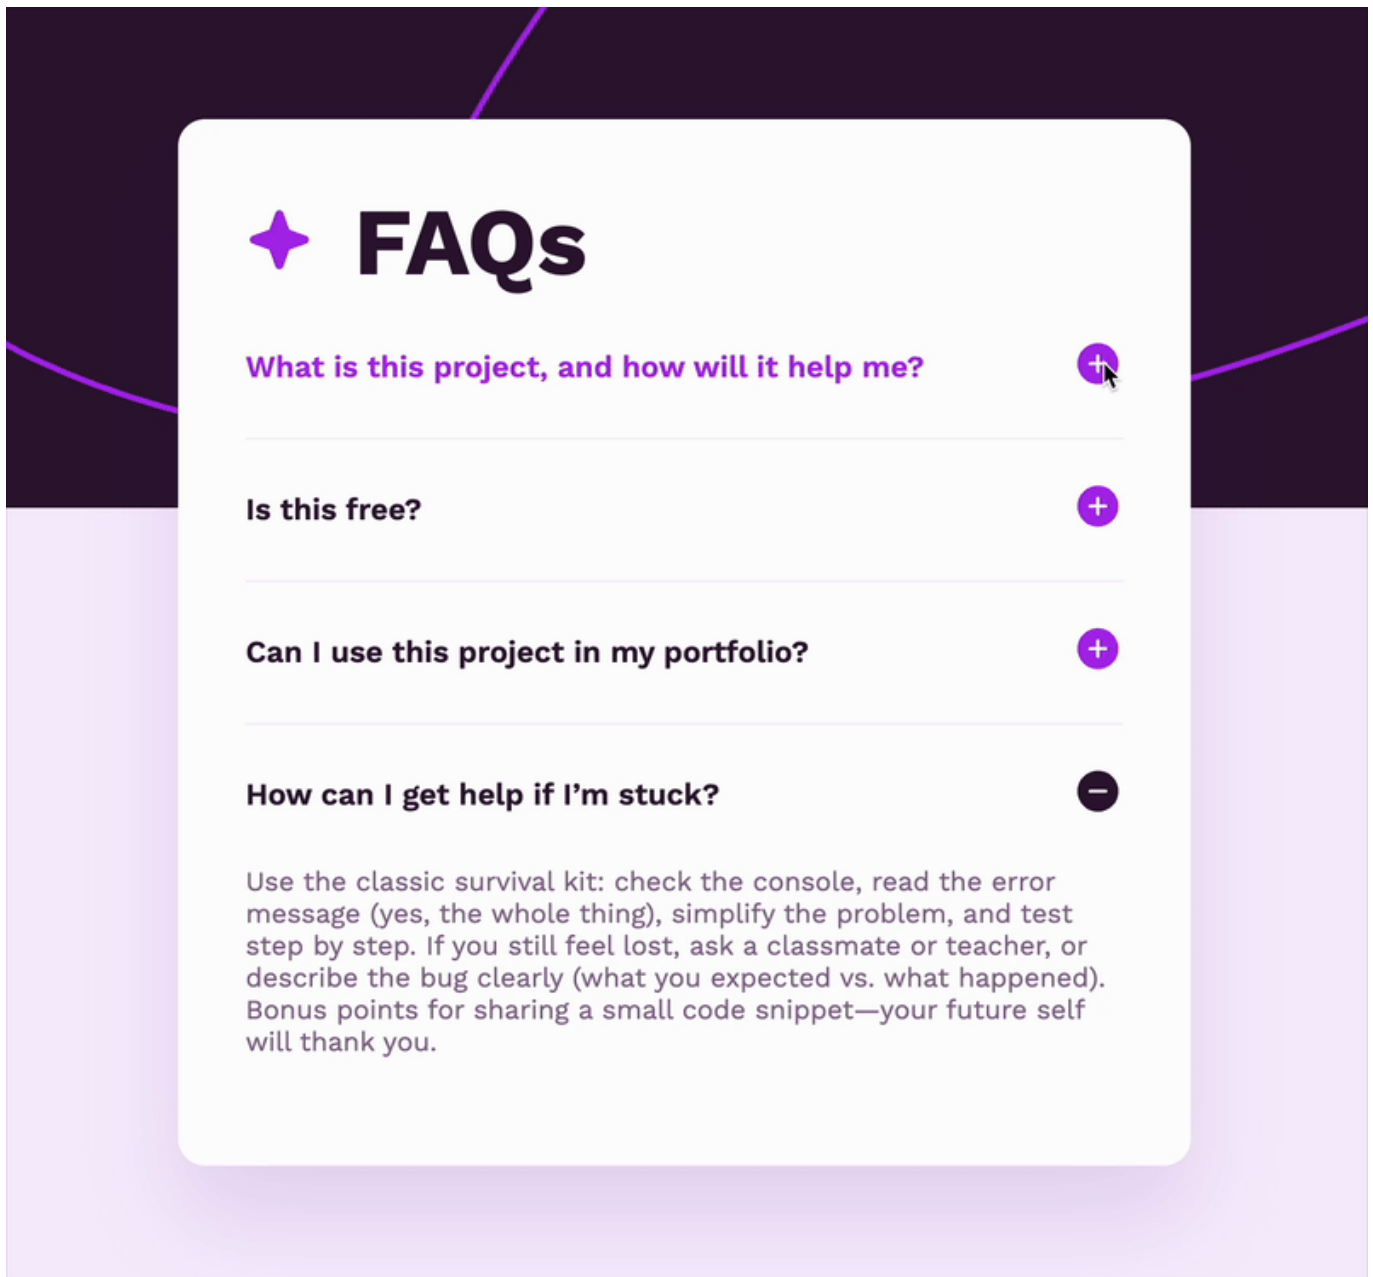 FAQs
What is this project, and how will it help me?
Is this free?
Can I use this project in my portfolio?
How can I get help if I’m stuck?
Use the classic survival kit: check the console, read the error
message (yes, the whole thing), simplify the problem, and test
step by step. If you still feel lost, ask a classmate or teacher, or
describe the bug clearly (what you expected vs. what happened).
Bonus points for sharing a small code snippet—your future self
will thank you.